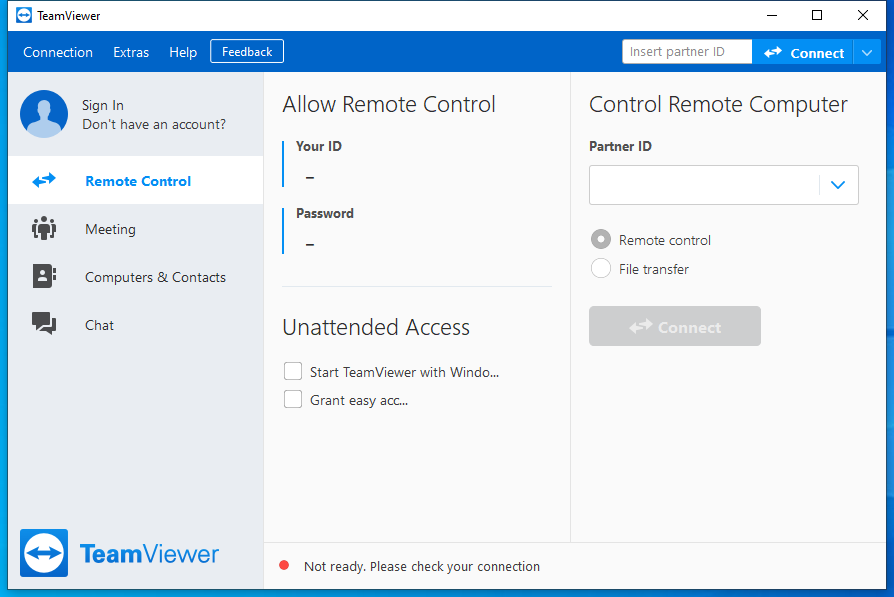 TeamViewer
Connection Extras Help Feedback Insert partner ID Connect
Sign In
Don't have an account?
Remote Control
Meeting
Computers & Contacts
Chat
TeamViewer
Allow Remote Control
Your ID
–
Password
–
Unattended Access
Start TeamViewer with Windo...
Grant easy acc...
Control Remote Computer
Partner ID
Remote control
File transfer
Connect
Not ready. Please check your connection